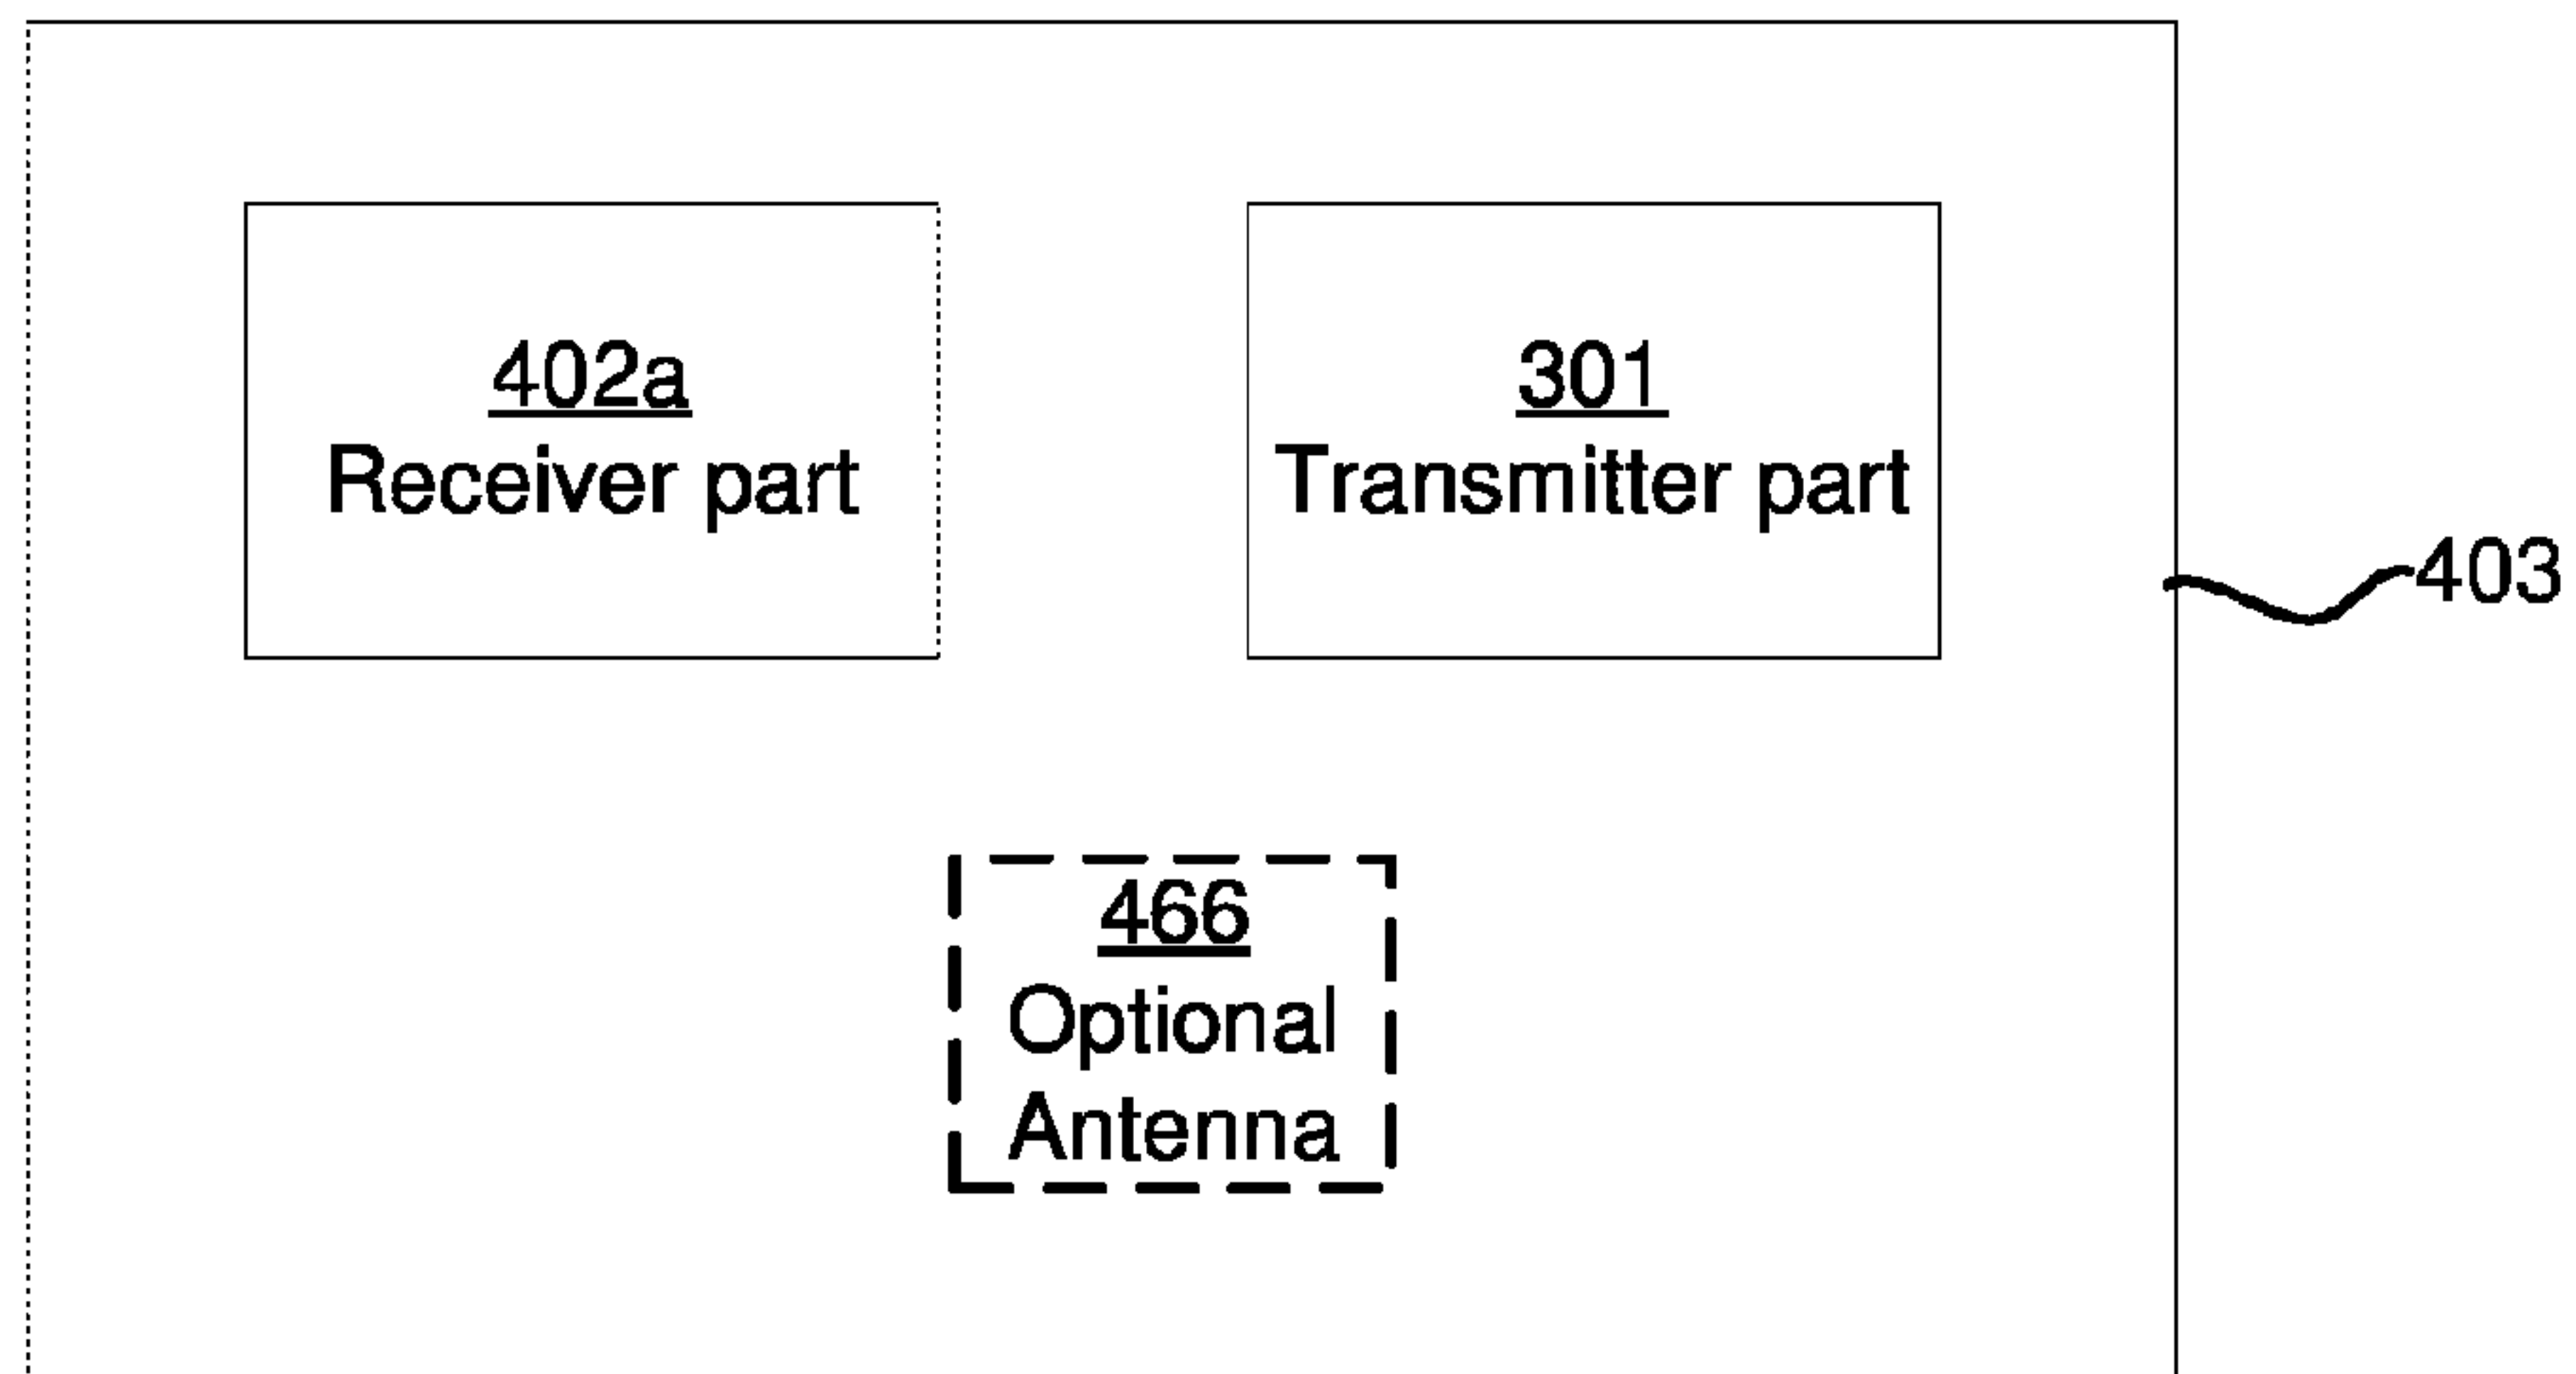 402a
Receiver part
301
Transmitter part
403
466
Optional
Antenna